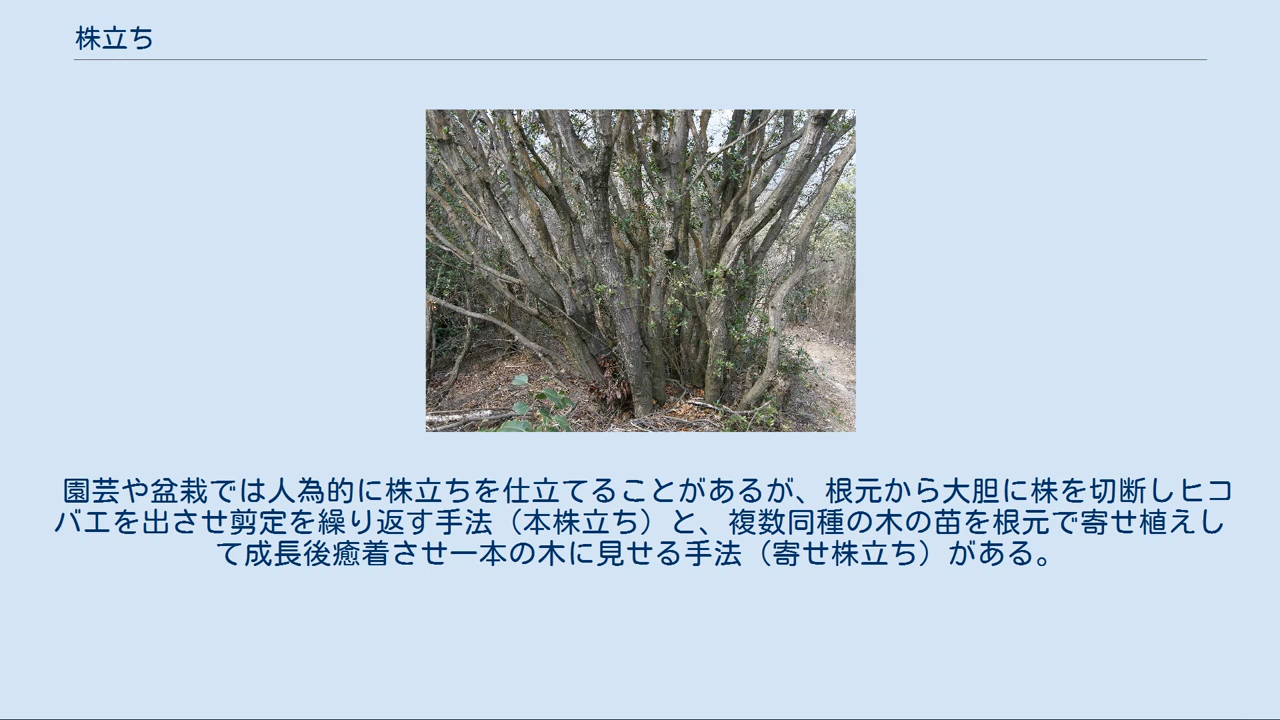 株立ち
園芸や盆栽では人為的に株立ちを仕立てることがあるが、根元から大胆に株を切断しヒコ
バエを出させ剪定を繰り返す手法（本株立ち）と、複数同種の木の苗を根元で寄せ植えし
て成長後癒着させ一本の木に見せる手法（寄せ株立ち）がある。